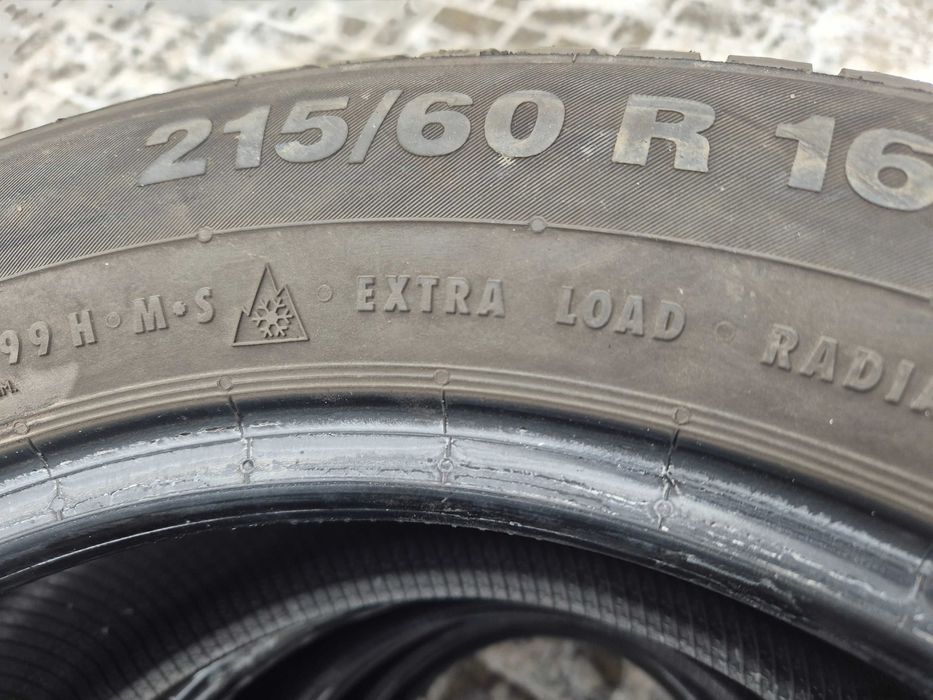 215/60 R 16
99 H • M+S EXTRA LOAD RADIA
M.